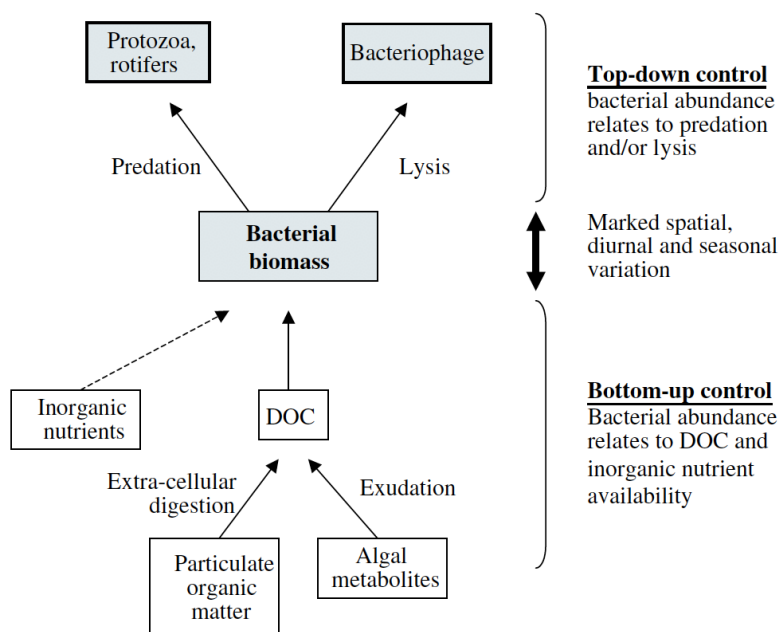 Protozoa,
rotifers
Bacteriophage
Top-down control
bacterial abundance
relates to predation
and/or lysis
Predation
Lysis
Bacterial
biomass
Marked spatial,
diurnal and seasonal
variation
Inorganic
nutrients
DOC
Bottom-up control
Bacterial abundance
relates to DOC and
inorganic nutrient
availability
Extra-cellular
digestion
Exudation
Particulate
organic
matter
Algal
metabolites